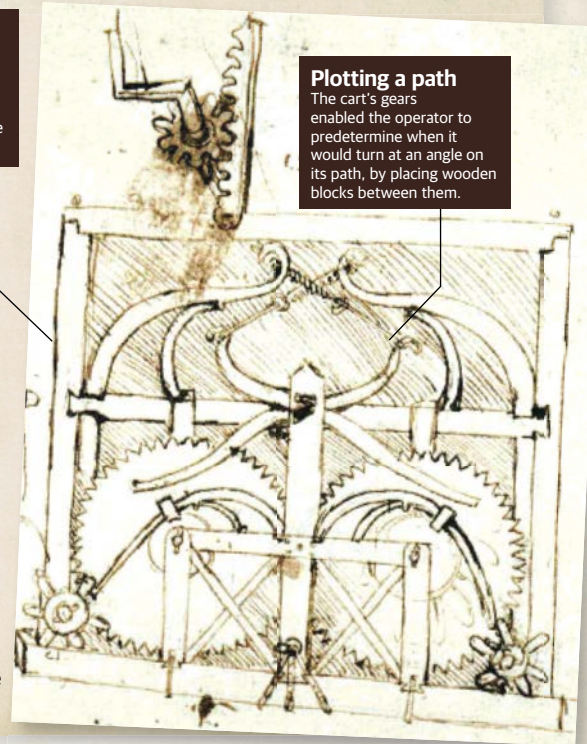 Plotting a path
The cart's gears
enabled the operator to
predetermine when it
would turn at an angle on
its path, by placing wooden
blocks between them.